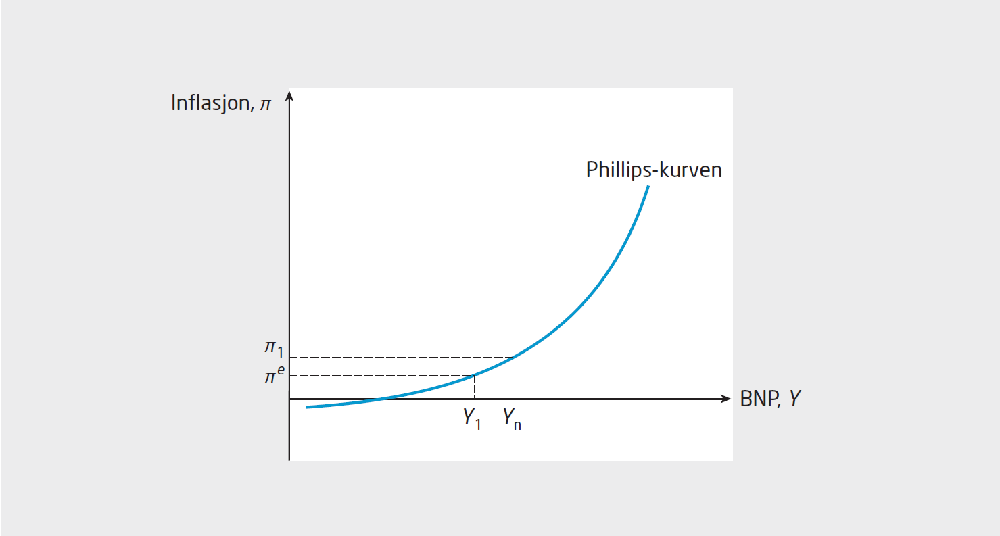 Inflasjon, π
Phillips-kurven
π₁
πᵉ
BNP, Y
Y₁ Yₙ